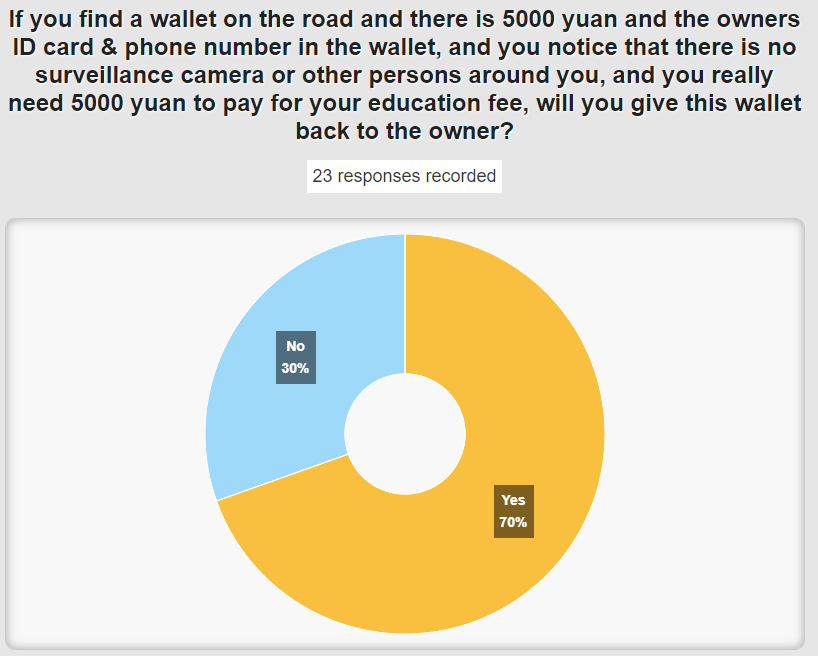 If you find a wallet on the road and there is 5000 yuan and the owners
ID card & phone number in the wallet, and you notice that there is no
surveillance camera or other persons around you, and you really
need 5000 yuan to pay for your education fee, will you give this wallet
back to the owner?
23 responses recorded
No
30%
Yes
70%